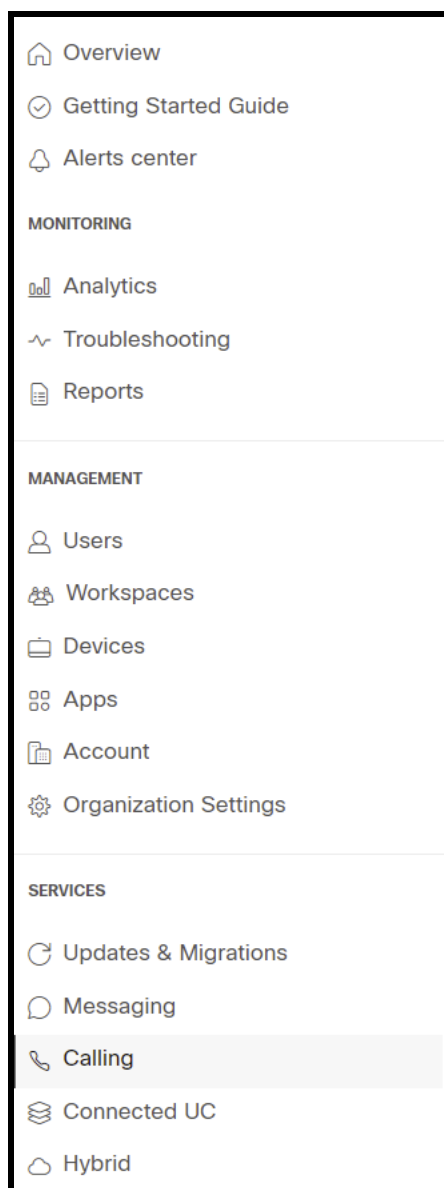 Overview
Getting Started Guide
Alerts center
MONITORING
Analytics
Troubleshooting
Reports
MANAGEMENT
Users
Workspaces
Devices
Apps
Account
Organization Settings
SERVICES
Updates & Migrations
Messaging
Calling
Connected UC
Hybrid